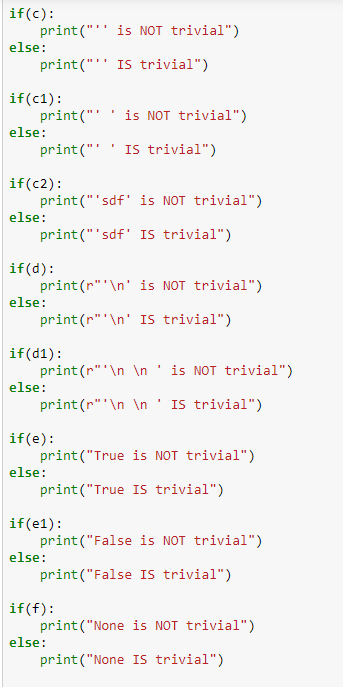 if(c):
    print("'' is NOT trivial")
else:
    print("'' IS trivial")
if(c1):
    print("' ' is NOT trivial")
else:
    print("' ' IS trivial")
if(c2):
    print("'sdf' is NOT trivial")
else:
    print("'sdf' IS trivial")
if(d):
    print(r"'\n' is NOT trivial")
else:
    print(r"'\n' IS trivial")
if(d1):
    print(r"'\n \n ' is NOT trivial")
else:
    print(r"'\n \n ' IS trivial")
if(e):
    print("True is NOT trivial")
else:
    print("True IS trivial")
if(e1):
    print("False is NOT trivial")
else:
    print("False IS trivial")
if(f):
    print("None is NOT trivial")
else:
    print("None IS trivial")